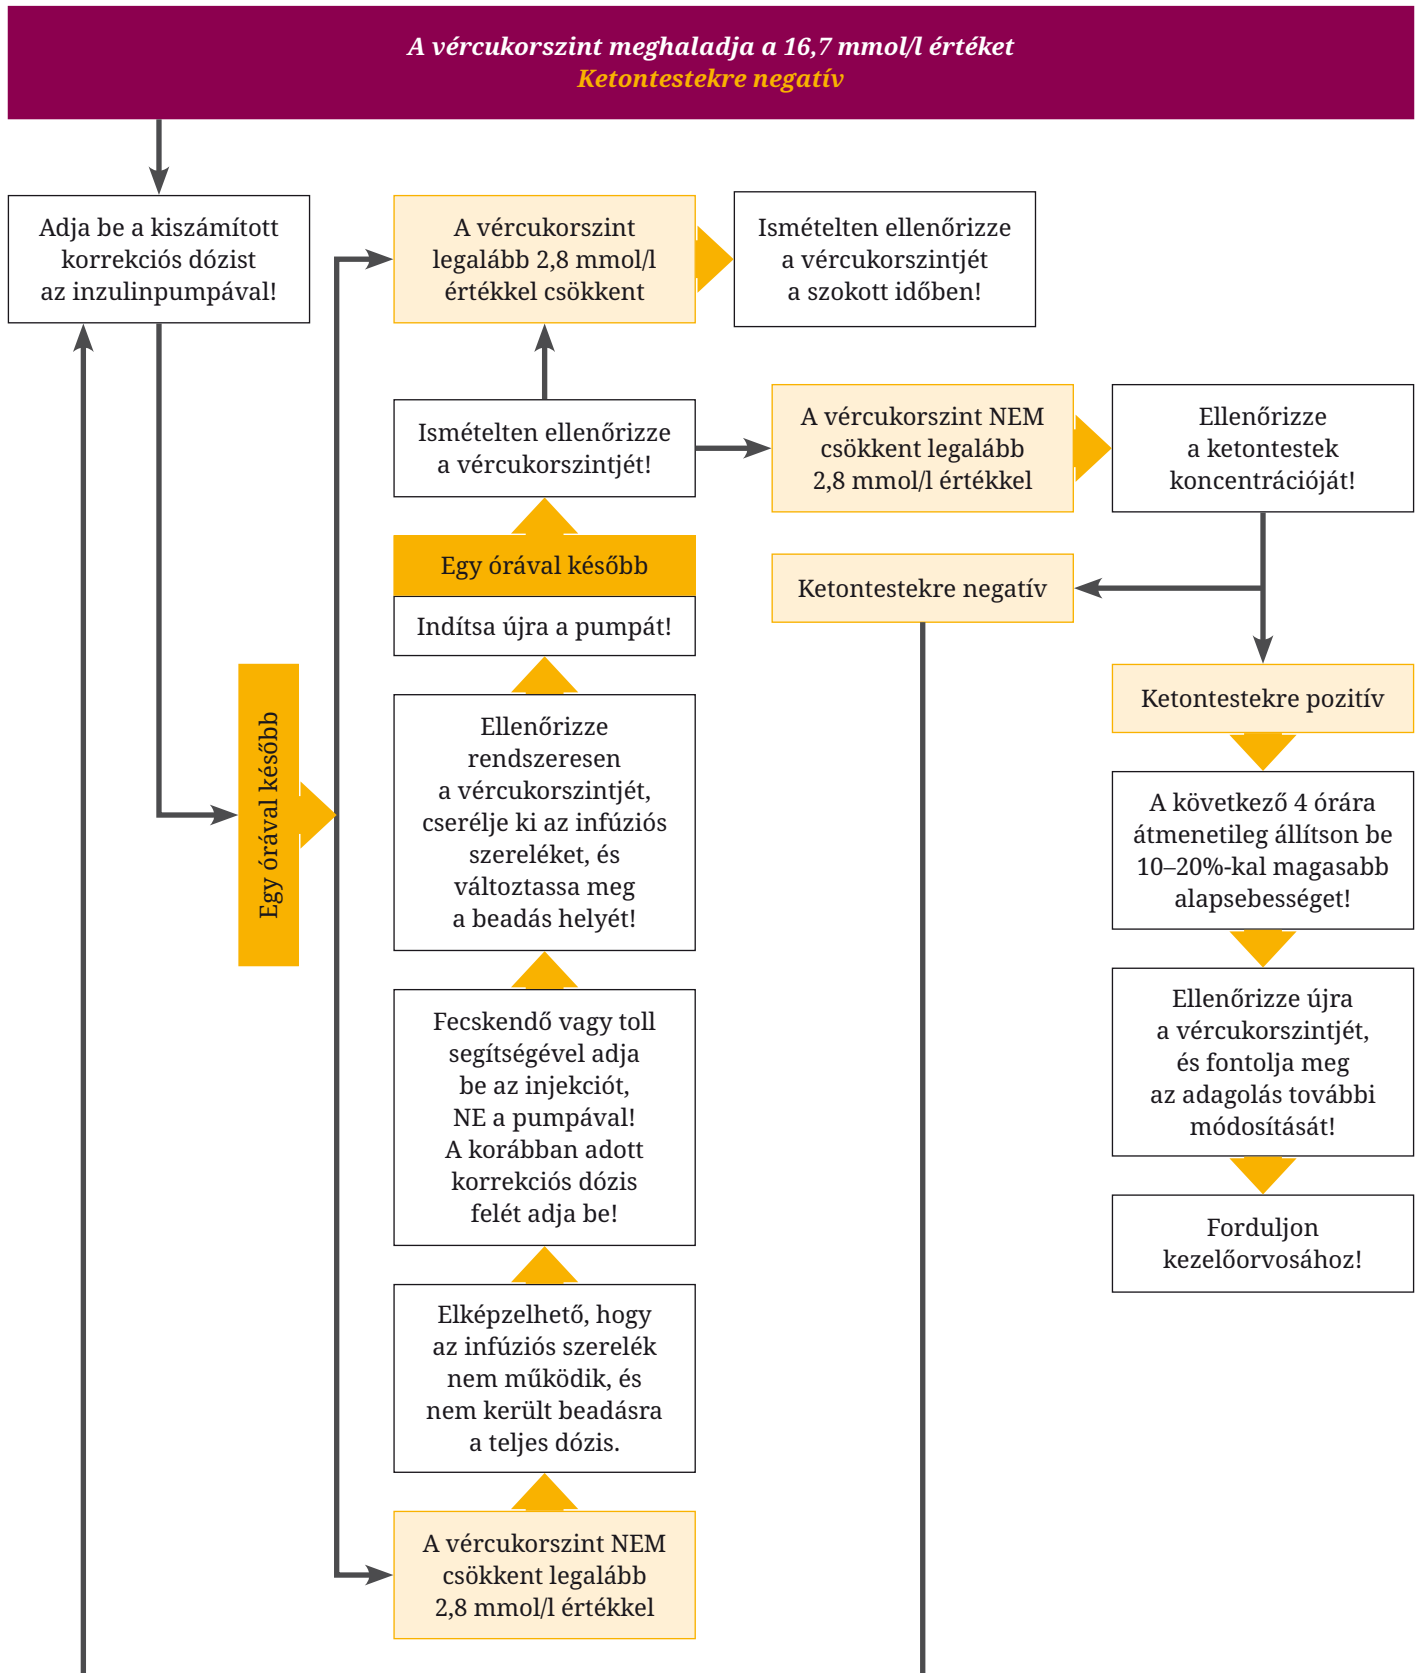 A vércukorszint meghaladja a 16,7 mmol/l értéket
Ketontestekre negatív
Adja be a kiszámított
korrekciós dózist
az inzulinpumpával!
A vércukorszint
legalább 2,8 mmol/l
értékkel csökkent
Ismételten ellenőrizze
a vércukorszintjét
a szokott időben!
Ismételten ellenőrizze
a vércukorszintjét!
A vércukorszint NEM
csökkent legalább
2,8 mmol/l értékkel
Ellenőrizze
a ketontestek
koncentrációját!
Egy órával később
Indítsa újra a pumpát!
Ketontestekre negatív
Ketontestekre pozitív
Egy órával később
Ellenőrizze
rendszeresen
a vércukorszintjét,
cserélje ki az infúziós
szereléket, és
változtassa meg
a beadás helyét!
A következő 4 órára
átmenetileg állítson be
10–20%-kal magasabb
alapsebességet!
Fecskendő vagy toll
segítségével adja
be az injekciót,
NE a pumpával!
A korábban adott
korrekciós dózis
felét adja be!
Ellenőrizze újra
a vércukorszintjét,
és fontolja meg
az adagolás további
módosítását!
Forduljon
kezelőorvosához!
Elképzelhető, hogy
az infúziós szerelék
nem működik, és
nem került beadásra
a teljes dózis.
A vércukorszint NEM
csökkent legalább
2,8 mmol/l értékkel